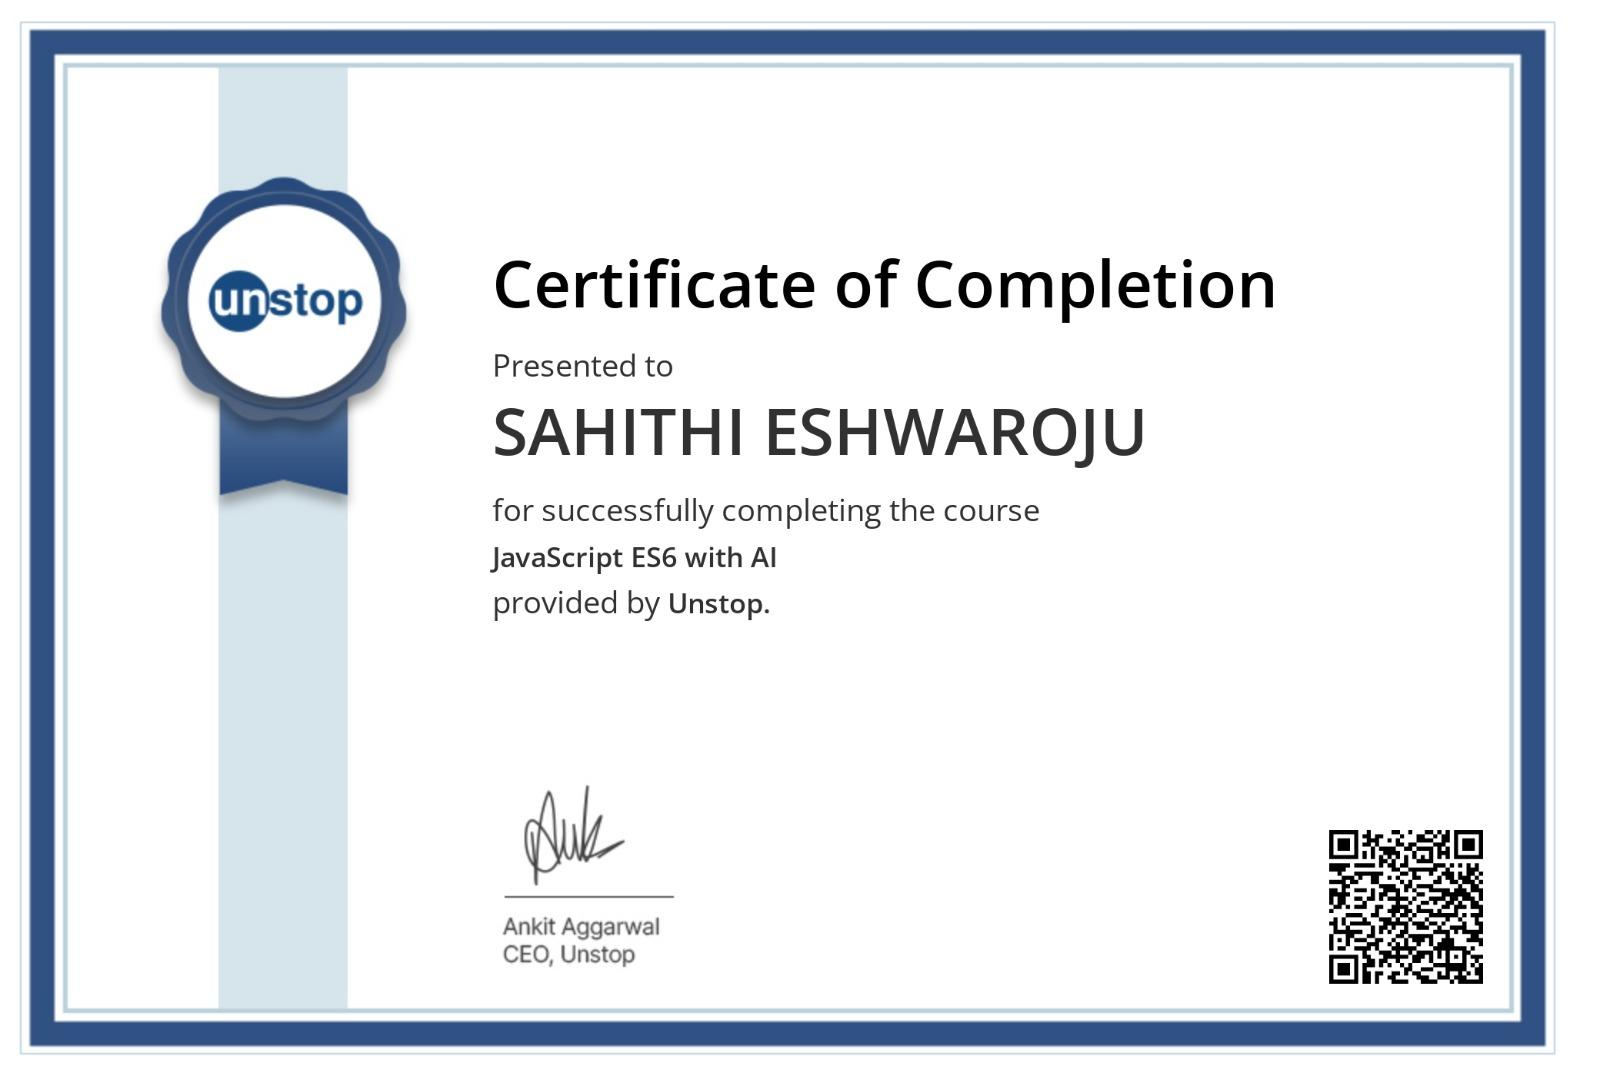 unstop
Certificate of Completion
Presented to
SAHITHI ESHWAROJU
for successfully completing the course
JavaScript ES6 with AI
provided by Unstop.
Ankit Aggarwal
CEO, Unstop